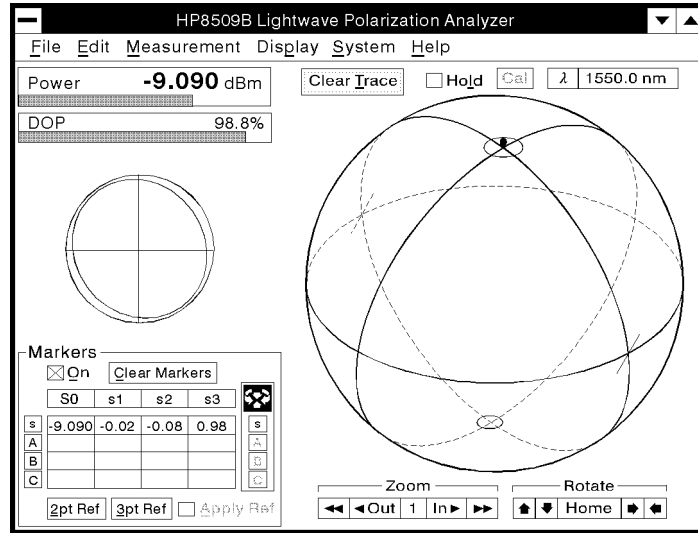 HP8509B Lightwave Polarization Analyzer
File Edit Measurement Display System Help
Power -9.090 dBm
Clear Trace Hold Cal λ 1550.0 nm
DOP 98.8%
Markers
On Clear Markers
S0 s1 s2 s3
s -9.090 -0.02 -0.08 0.98 s
A A
B B
C C
2pt Ref 3pt Ref Apply Ref
Zoom Rotate
Out 1 In Home